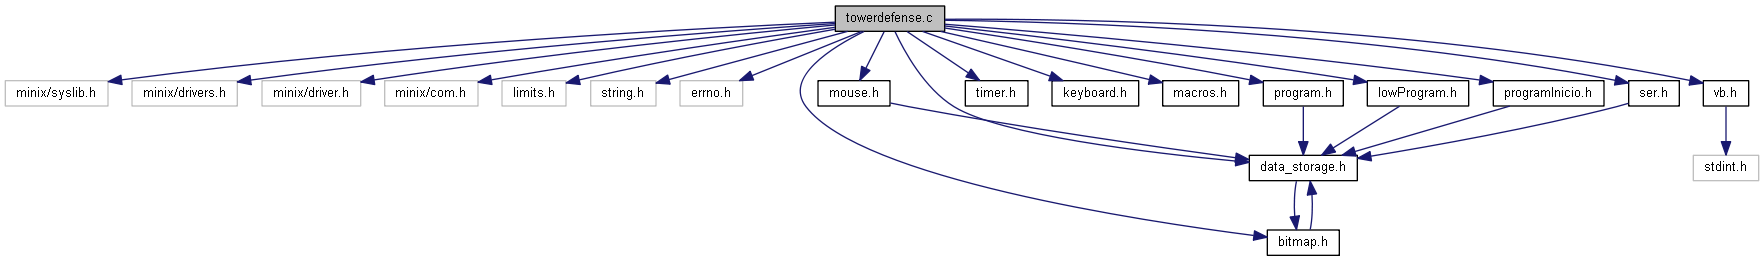 towerdefense.c
minix/syslib.h
minix/drivers.h
minix/driver.h
minix/com.h
limits.h
string.h
errno.h
mouse.h
timer.h
keyboard.h
macros.h
program.h
lowProgram.h
programInicio.h
ser.h
vb.h
data_storage.h
stdint.h
bitmap.h